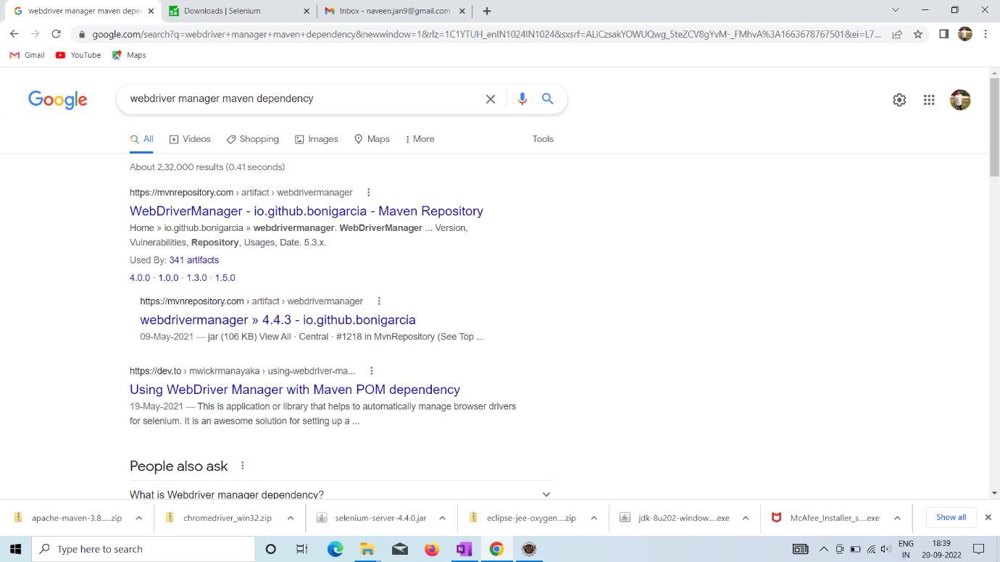 webdriver manager maven depe
Downloads | Selenium
Inbox - naveen.jan9@gmail.com
google.com/search?q=webdriver+manager+maven+dependency&newwindow=1&rlz=1C1YTUH_enIN1024IN1024&sxsrf=ALiCzsakYOWUQwg_5teZCV8gYvM-_FMhvA%3A1663678767501&ei=L7...
Gmail
YouTube
Maps
Google
webdriver manager maven dependency
All
Videos
Shopping
Images
Maps
More
Tools
About 2,32,000 results (0.41 seconds)
https://mvnrepository.com › artifact › webdrivermanager
WebDriverManager - io.github.bonigarcia - Maven Repository
Home » io.github.bonigarcia » webdrivermanager. WebDriverManager ... Version,
Vulnerabilities, Repository, Usages, Date. 5.3.x.
Used By: 341 artifacts
4.0.0 · 1.0.0 · 1.3.0 · 1.5.0
https://mvnrepository.com › artifact › webdrivermanager
webdrivermanager » 4.4.3 - io.github.bonigarcia
09-May-2021 — jar (106 KB) View All · Central · #1218 in MvnRepository (See Top ...
https://dev.to › mwickrmanayaka › using-webdriver-ma...
Using WebDriver Manager with Maven POM dependency
19-May-2021 — This is application or library that helps to automatically manage browser drivers
for selenium. It is an awesome solution for setting up a ...
People also ask
What is Webdriver manager dependency?
apache-maven-3.8.....zip
chromedriver_win32.zip
selenium-server-4.4.0.jar
eclipse-jee-oxygen....zip
jdk-8u202-window....exe
McAfee_Installer_s....exe
Show all
Type here to search
ENG
IN
18:39
20-09-2022